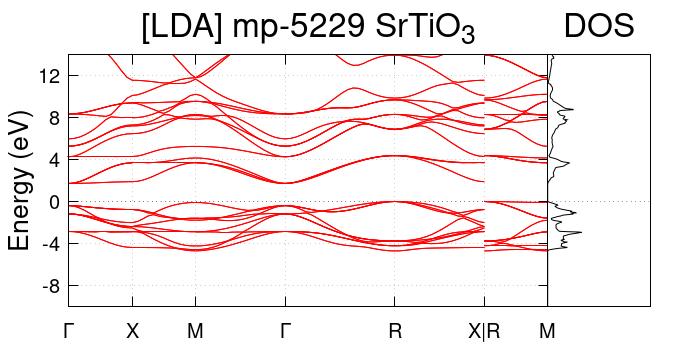 [LDA] mp-5229 SrTiO₃ DOS
Energy (eV)
12
8
4
0
-4
-8
Γ X M Γ R X|R M